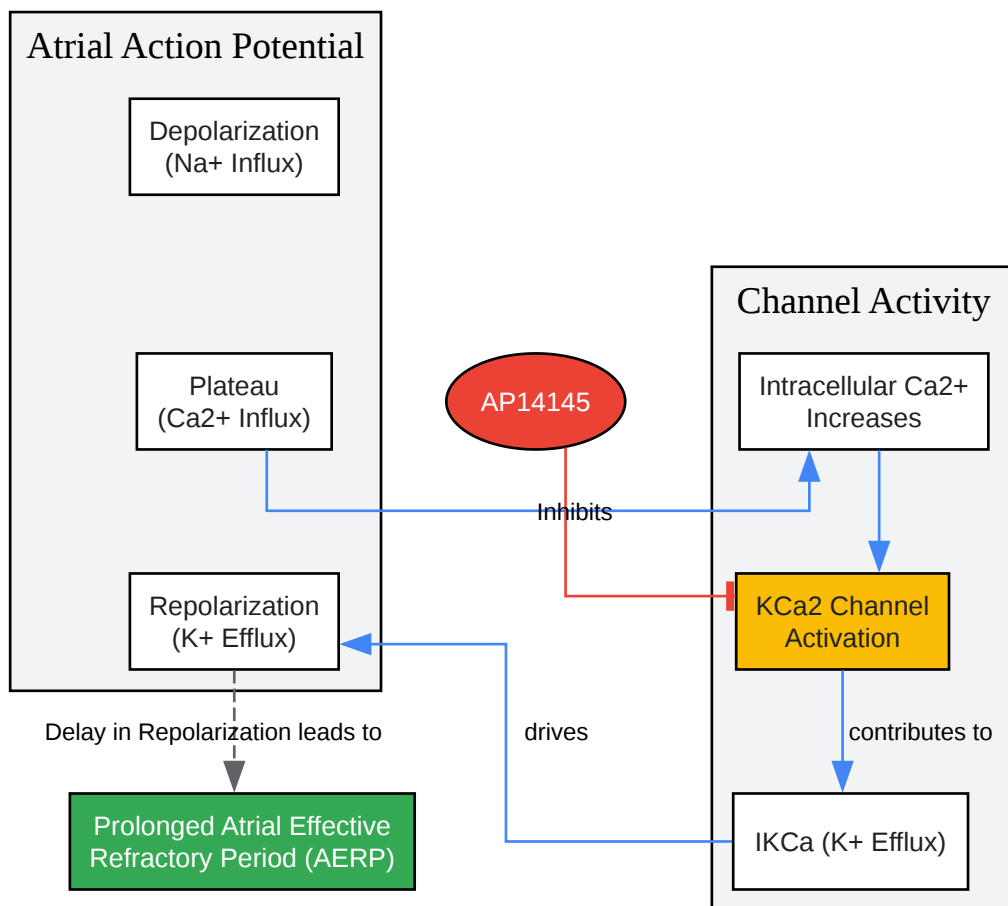 Atrial Action Potential
Depolarization
(Na+ Influx)
Channel Activity
Plateau
(Ca2+ Influx)
AP14145
Intracellular Ca2+
Increases
Inhibits
Repolarization
(K+ Efflux)
KCa2 Channel
Activation
Delay in Repolarization leads to
drives
contributes to
Prolonged Atrial Effective
Refractory Period (AERP)
IKCa (K+ Efflux)